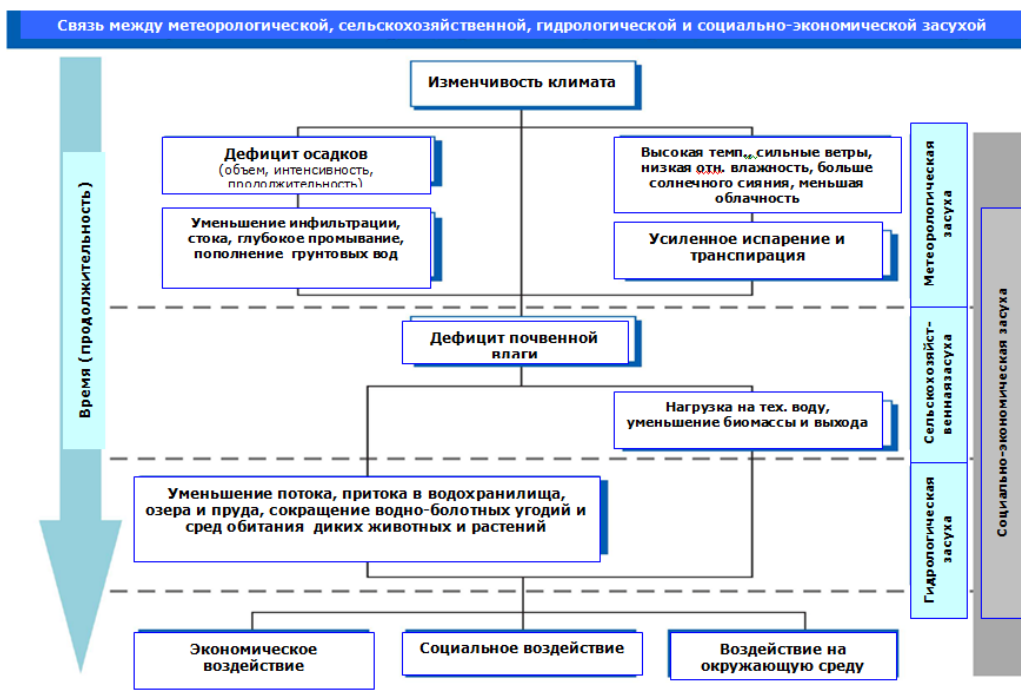 Связь между метеорологической, сельскохозяйственной, гидрологической и социально-экономической засухой
Изменчивость климата
Дефицит осадков
(объем, интенсивность,
продолжительность)
Высокая темп., сильные ветры,
низкая отн. влажность, больше
солнечного сияния, меньшая
облачность
Уменьшение инфильтрации,
стока, глубокое промывание,
пополнение грунтовых вод
Усиленное испарение и
транспирация
Метеорологическая
засуха
Время (продолжительность)
Дефицит почвенной
влаги
Нагрузка на тех. воду,
уменьшение биомассы и выхода
Сельскохозяйст-
веннаязасуха
Социально-экономическая засуха
Уменьшение потока, притока в водохранилища,
озера и пруда, сокращение водно-болотных угодий и
сред обитания диких животных и растений
Гидрологическая
засуха
Экономическое
воздействие
Социальное воздействие
Воздействие на
окружающую среду